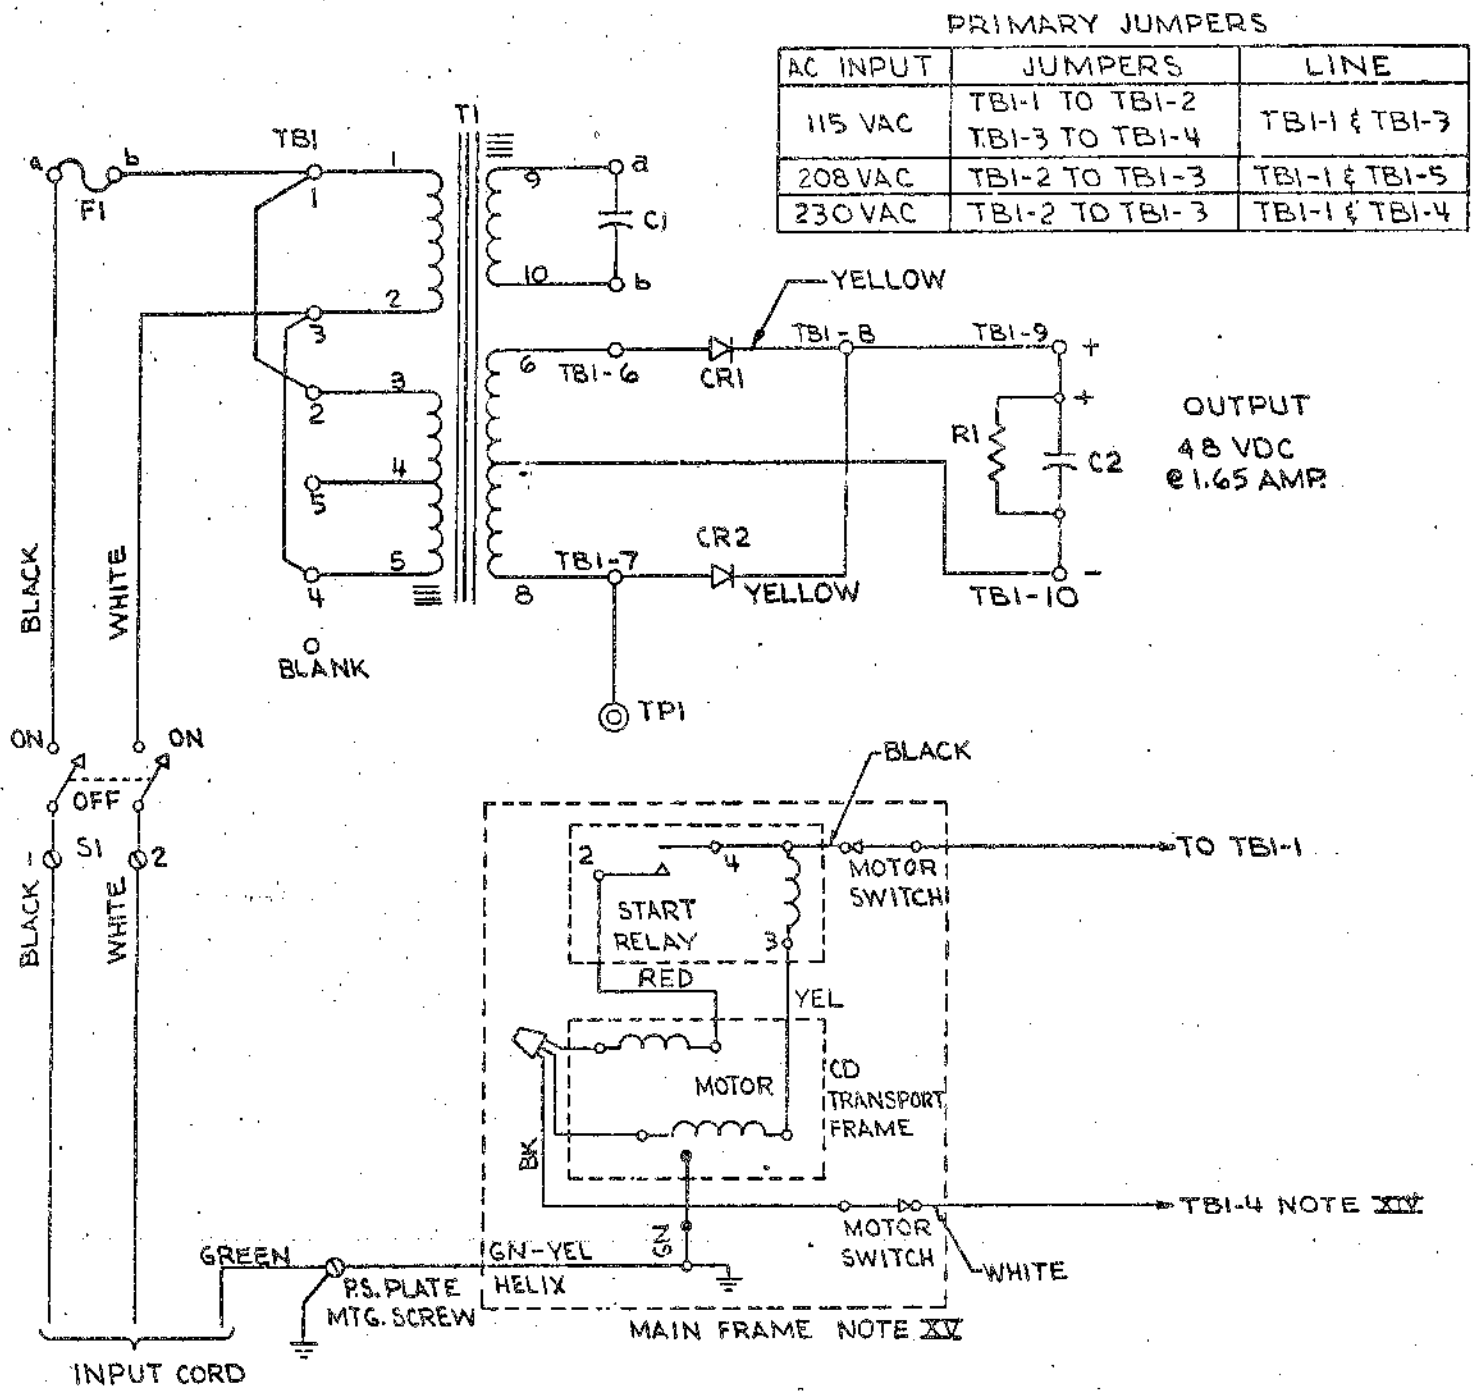 PRIMARY JUMPERS
AC INPUT JUMPERS LINE
115 VAC TB1-1 TO TB1-2 TB1-1 & TB1-3
TB1-3 TO TB1-4
208 VAC TB1-2 TO TB1-3 TB1-1 & TB1-5
230 VAC TB1-2 TO TB1-3 TB1-1 & TB1-4
T1
TB1
a b
F1
1
1
9 a
C1
10 b
2
3
YELLOW
6 TB1-6
CR1
TB1-8
TB1-9 +
+
3
2
R1
C2
OUTPUT
48 VDC
@ 1.65 AMP.
4
5
5
4
8
TB1-7
CR2
YELLOW
TB1-10 -
BLANK
BLACK
WHITE
TP1
ON ON
OFF
S1
- 2
BLACK
WHITE
BLACK
TO TB1-1
2 4
START
RELAY
3
MOTOR
SWITCH
RED
YEL
MOTOR
CD
TRANSPORT
FRAME
BK
TB1-4 NOTE XIV
GN
MOTOR
SWITCH
WHITE
GREEN
P.S. PLATE
MTG. SCREW
GN-YEL
HELIX
MAIN FRAME NOTE XV
INPUT CORD